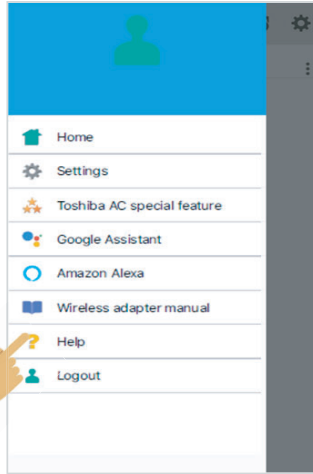 Home
Settings
Toshiba AC special feature
Google Assistant
Amazon Alexa
Wireless adapter manual
Help
Logout